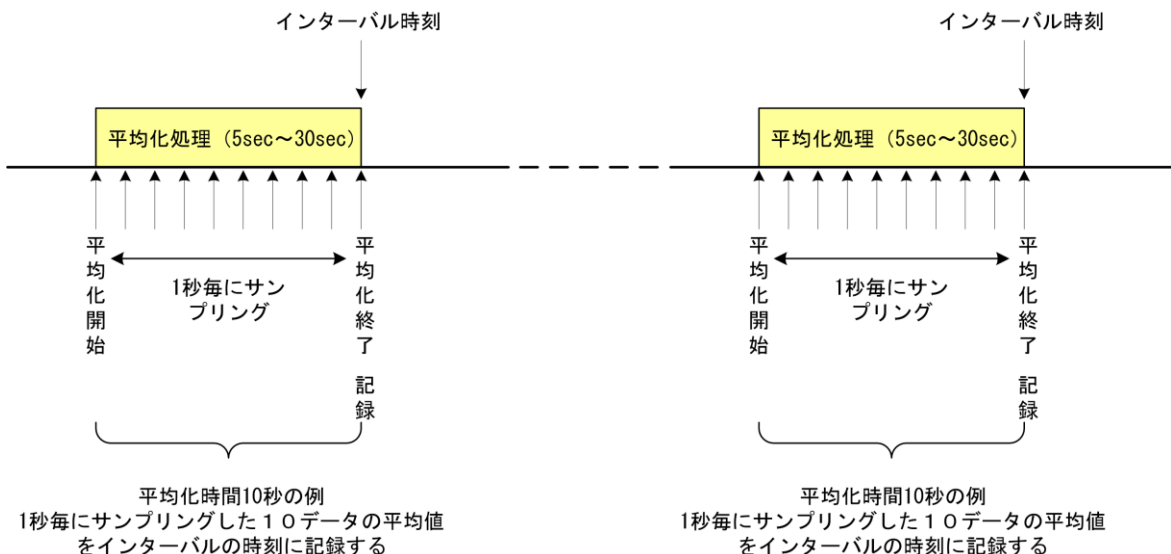 インターバル時刻
平均化処理（5sec～30sec）
平均化開始
1秒毎にサン
プリング
平均化終了 記録
平均化時間10秒の例
1秒毎にサンプリングした１０データの平均値
をインターバルの時刻に記録する
インターバル時刻
平均化処理（5sec～30sec）
平均化開始
1秒毎にサン
プリング
平均化終了 記録
平均化時間10秒の例
1秒毎にサンプリングした１０データの平均値
をインターバルの時刻に記録する